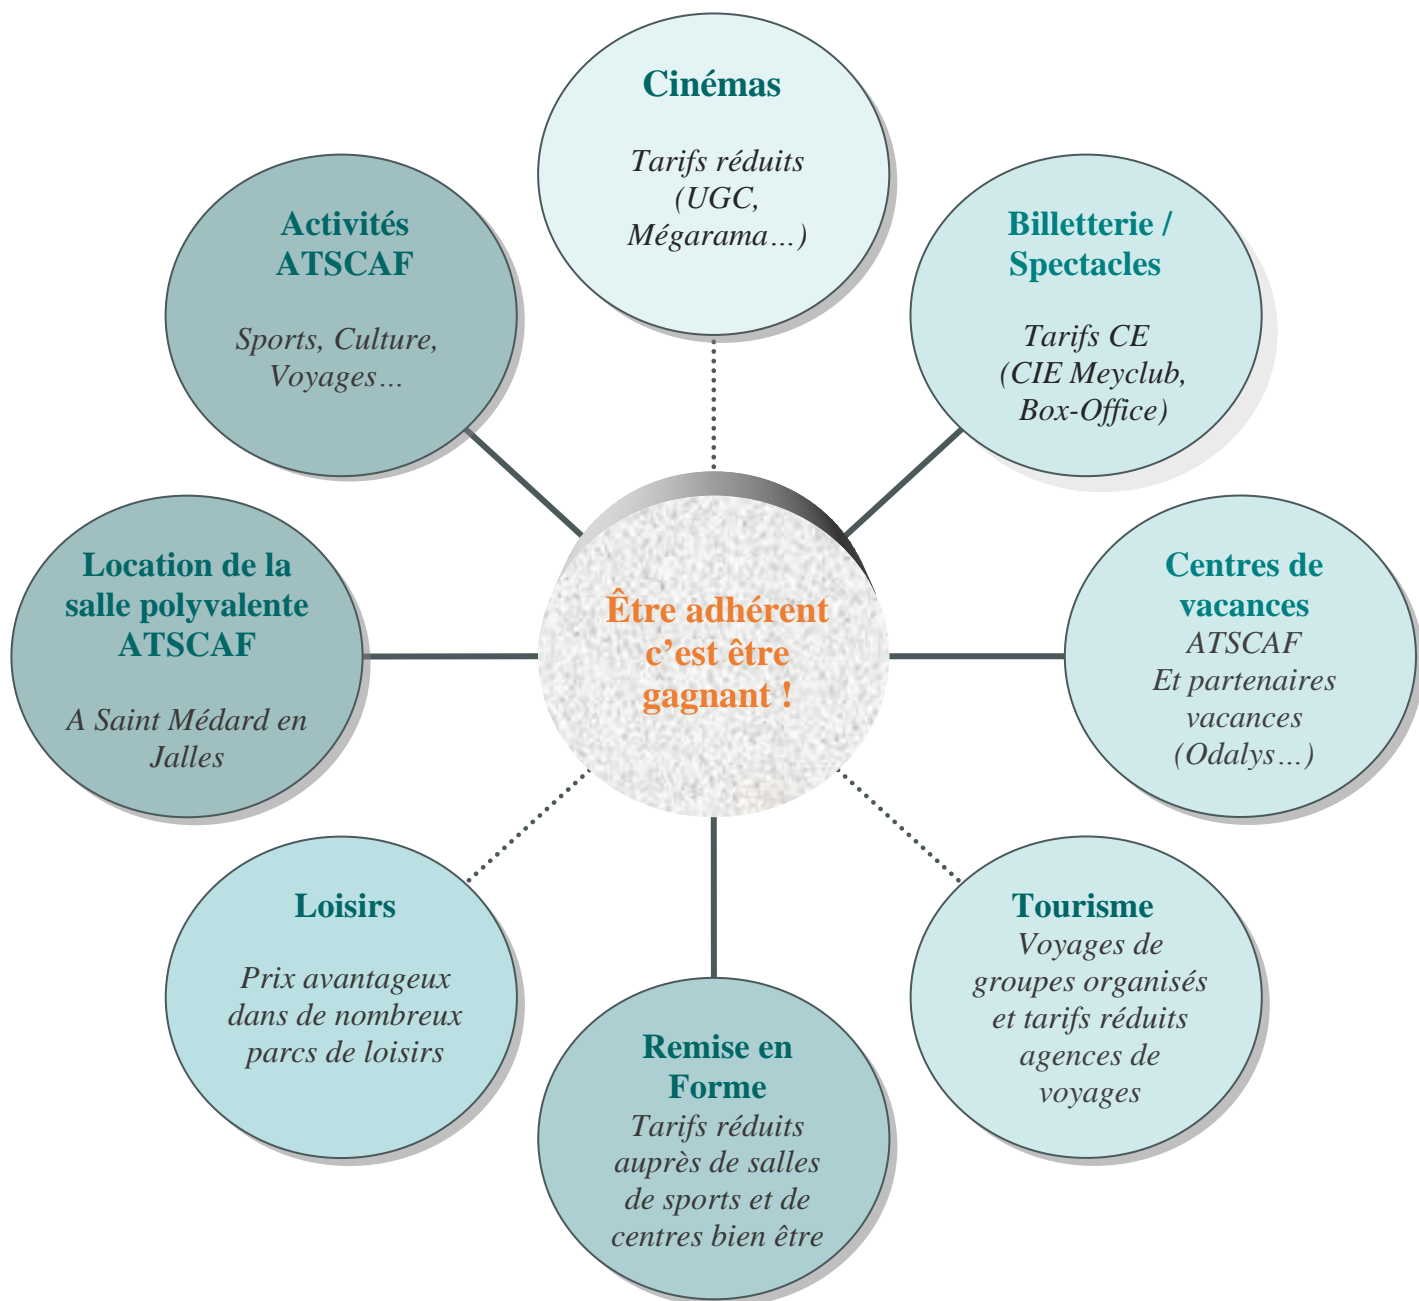 Cinémas
Tarifs réduits
(UGC,
Mégarama…)
Activités
ATSCAF
Sports, Culture,
Voyages…
Billetterie /
Spectacles
Tarifs CE
(CIE Meyclub,
Box-Office)
Location de la
salle polyvalente
ATSCAF
A Saint Médard en
Jalles
Être adhérent
c’est être
gagnant !
Centres de
vacances
ATSCAF
Et partenaires
vacances
(Odalys…)
Loisirs
Prix avantageux
dans de nombreux
parcs de loisirs
Remise en
Forme
Tarifs réduits
auprès de salles
de sports et de
centres bien être
Tourisme
Voyages de
groupes organisés
et tarifs réduits
agences de
voyages